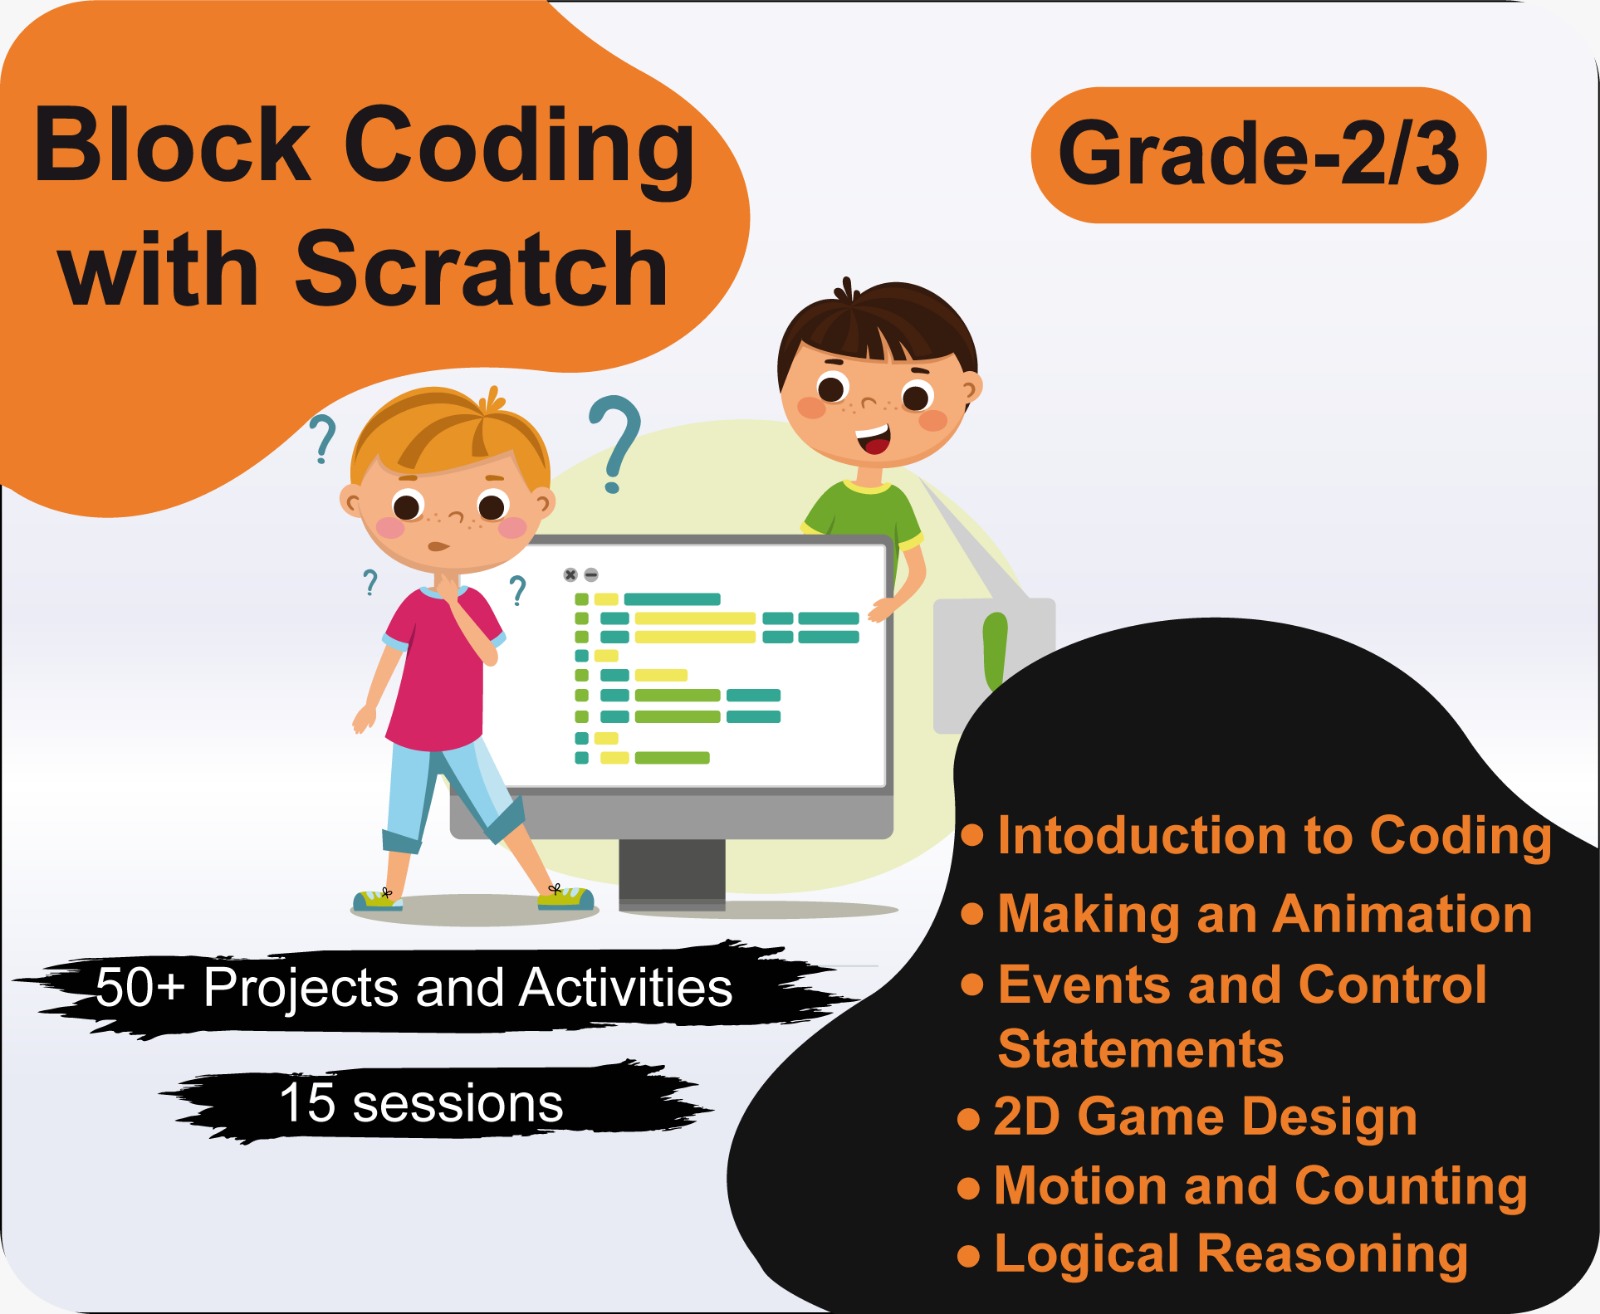 Block Coding
with Scratch
Grade-2/3
?
?
?
?
50+ Projects and Activities
15 sessions
• Intoduction to Coding
• Making an Animation
• Events and Control
Statements
• 2D Game Design
• Motion and Counting
• Logical Reasoning